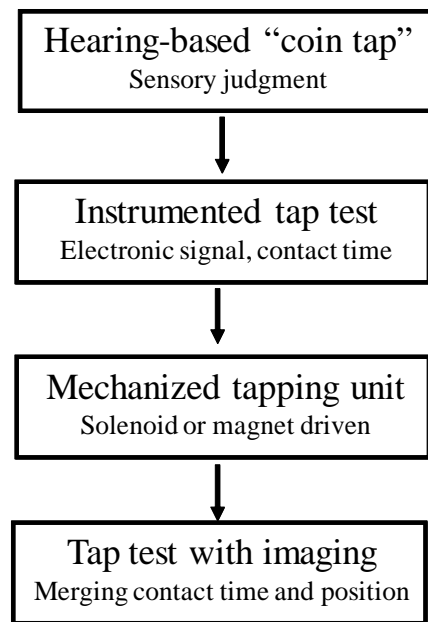 Hearing-based “coin tap”
Sensory judgment
Instrumented tap test
Electronic signal, contact time
Mechanized tapping unit
Solenoid or magnet driven
Tap test with imaging
Merging contact time and position